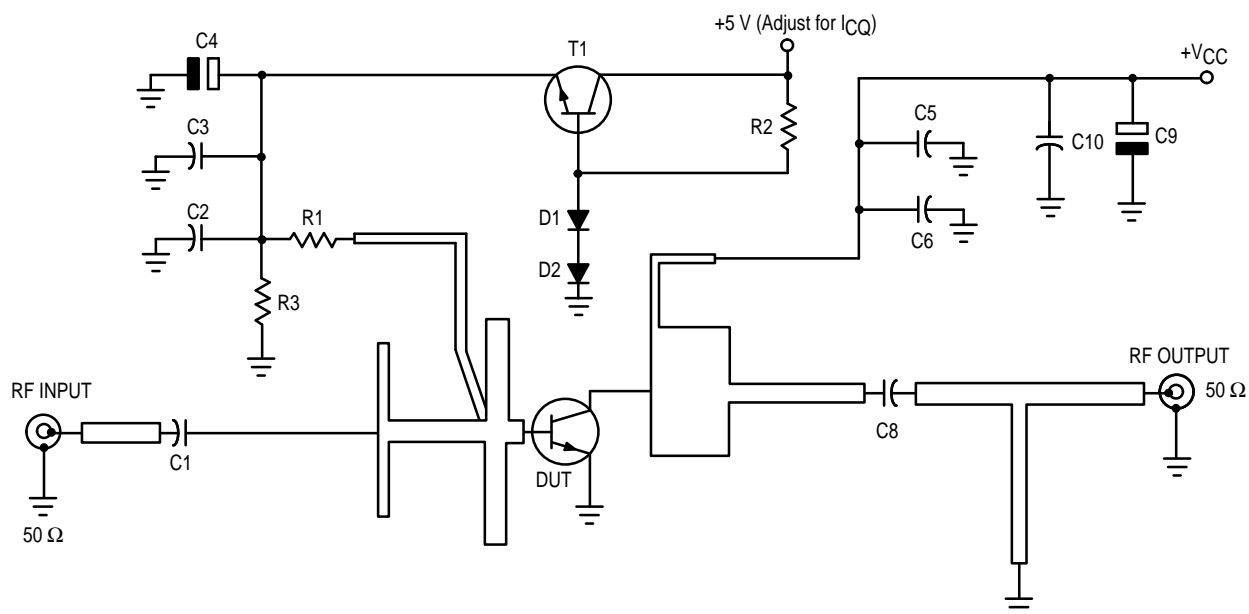 +5 V (Adjust for ICQ)
C4
T1
+VCC
C3
R2
C5
C10
C9
C2
R1
D1
C6
D2
R3
RF INPUT
RF OUTPUT
50 Ω
C1
DUT
C8
50 Ω